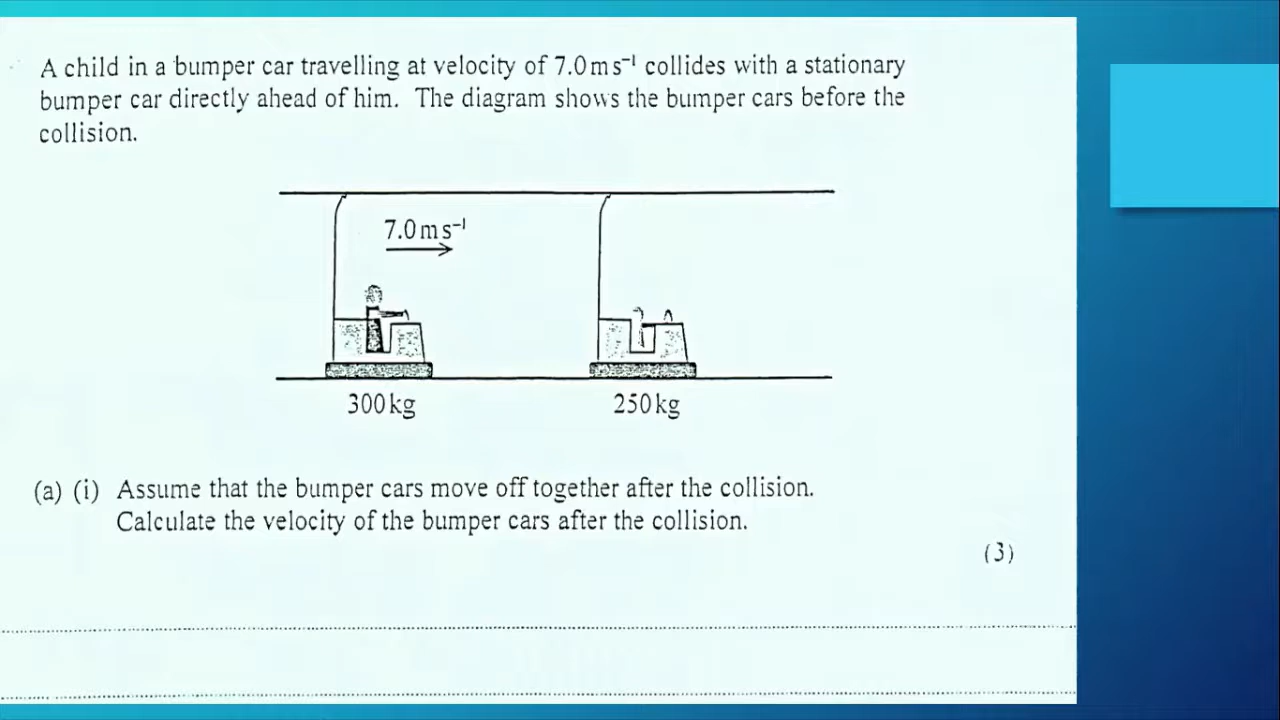 A child in a bumper car travelling at velocity of 7.0 m s⁻¹ collides with a stationary
bumper car directly ahead of him. The diagram shows the bumper cars before the
collision.
7.0 m s⁻¹
300 kg
250 kg
(a) (i) Assume that the bumper cars move off together after the collision.
Calculate the velocity of the bumper cars after the collision.
(3)